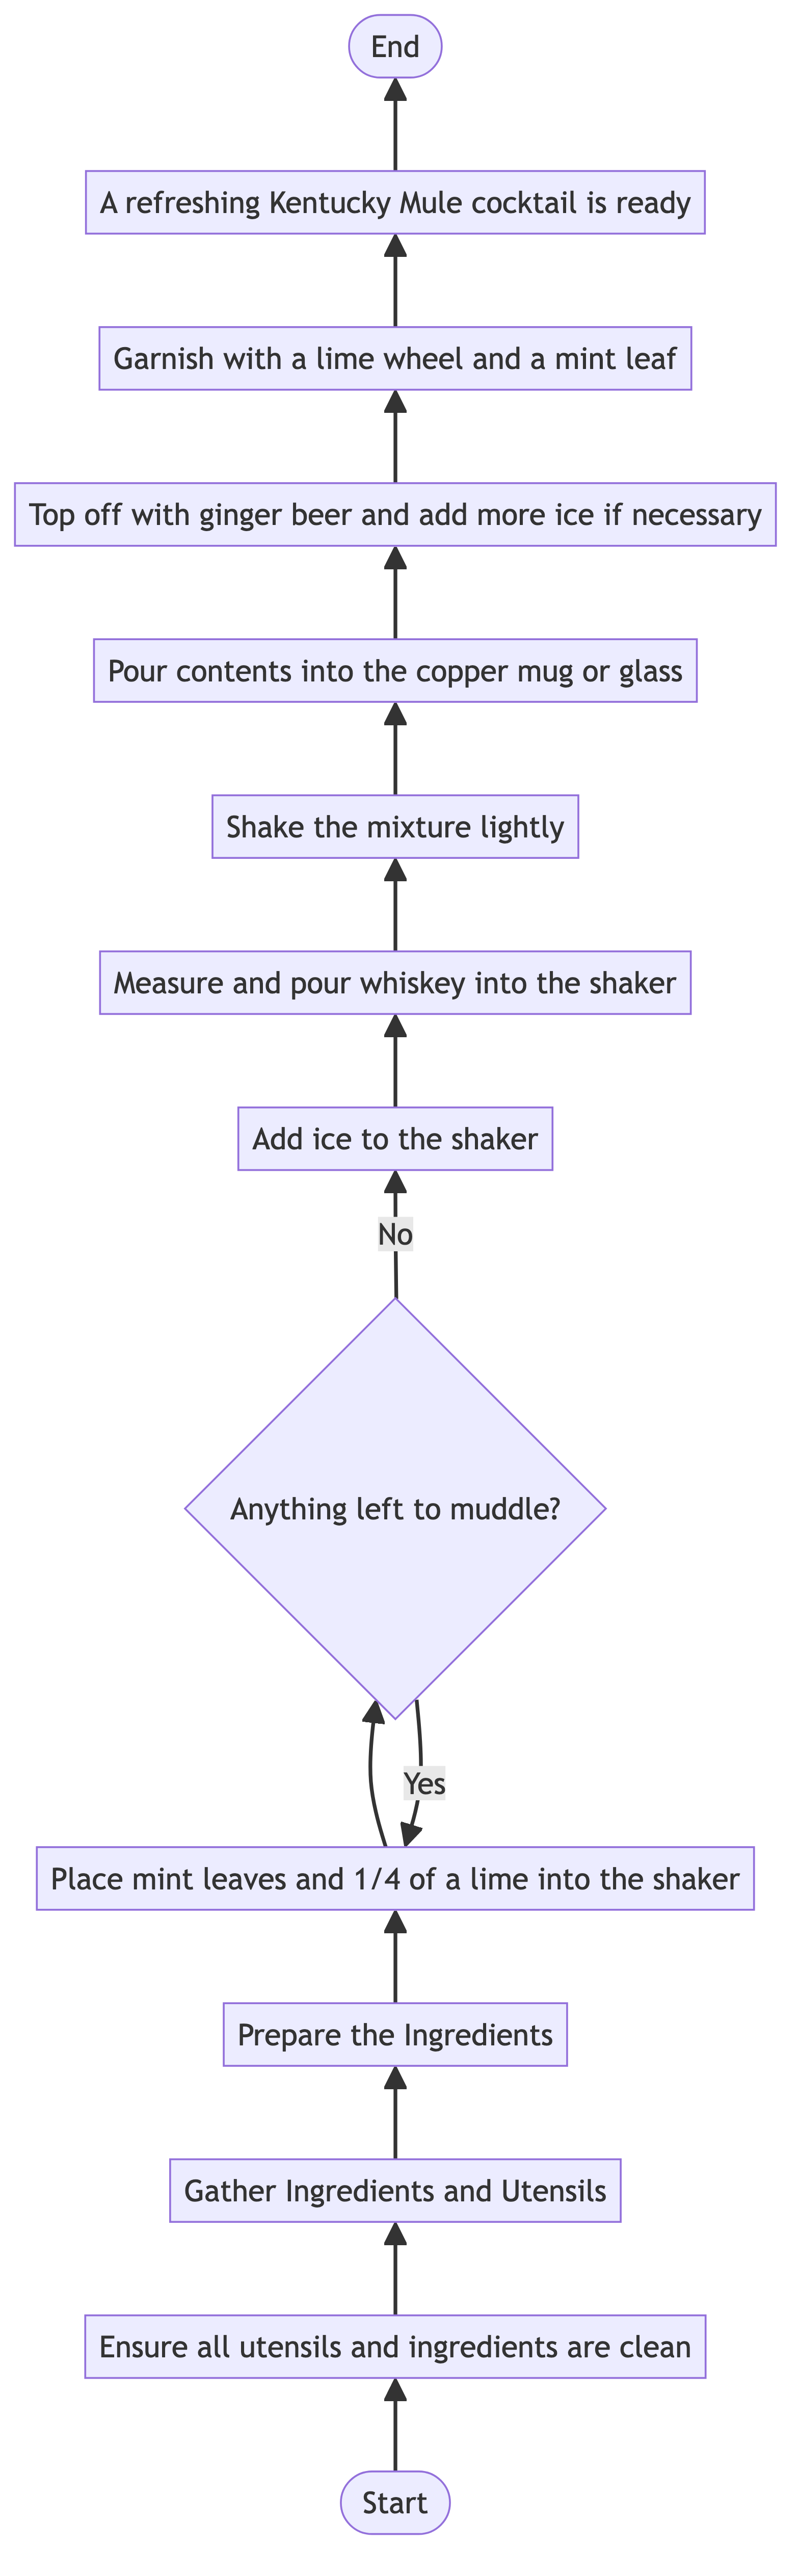 End
A refreshing Kentucky Mule cocktail is ready
Garnish with a lime wheel and a mint leaf
Top off with ginger beer and add more ice if necessary
Pour contents into the copper mug or glass
Shake the mixture lightly
Measure and pour whiskey into the shaker
Add ice to the shaker
No
Anything left to muddle?
Yes
Place mint leaves and 1/4 of a lime into the shaker
Prepare the Ingredients
Gather Ingredients and Utensils
Ensure all utensils and ingredients are clean
Start